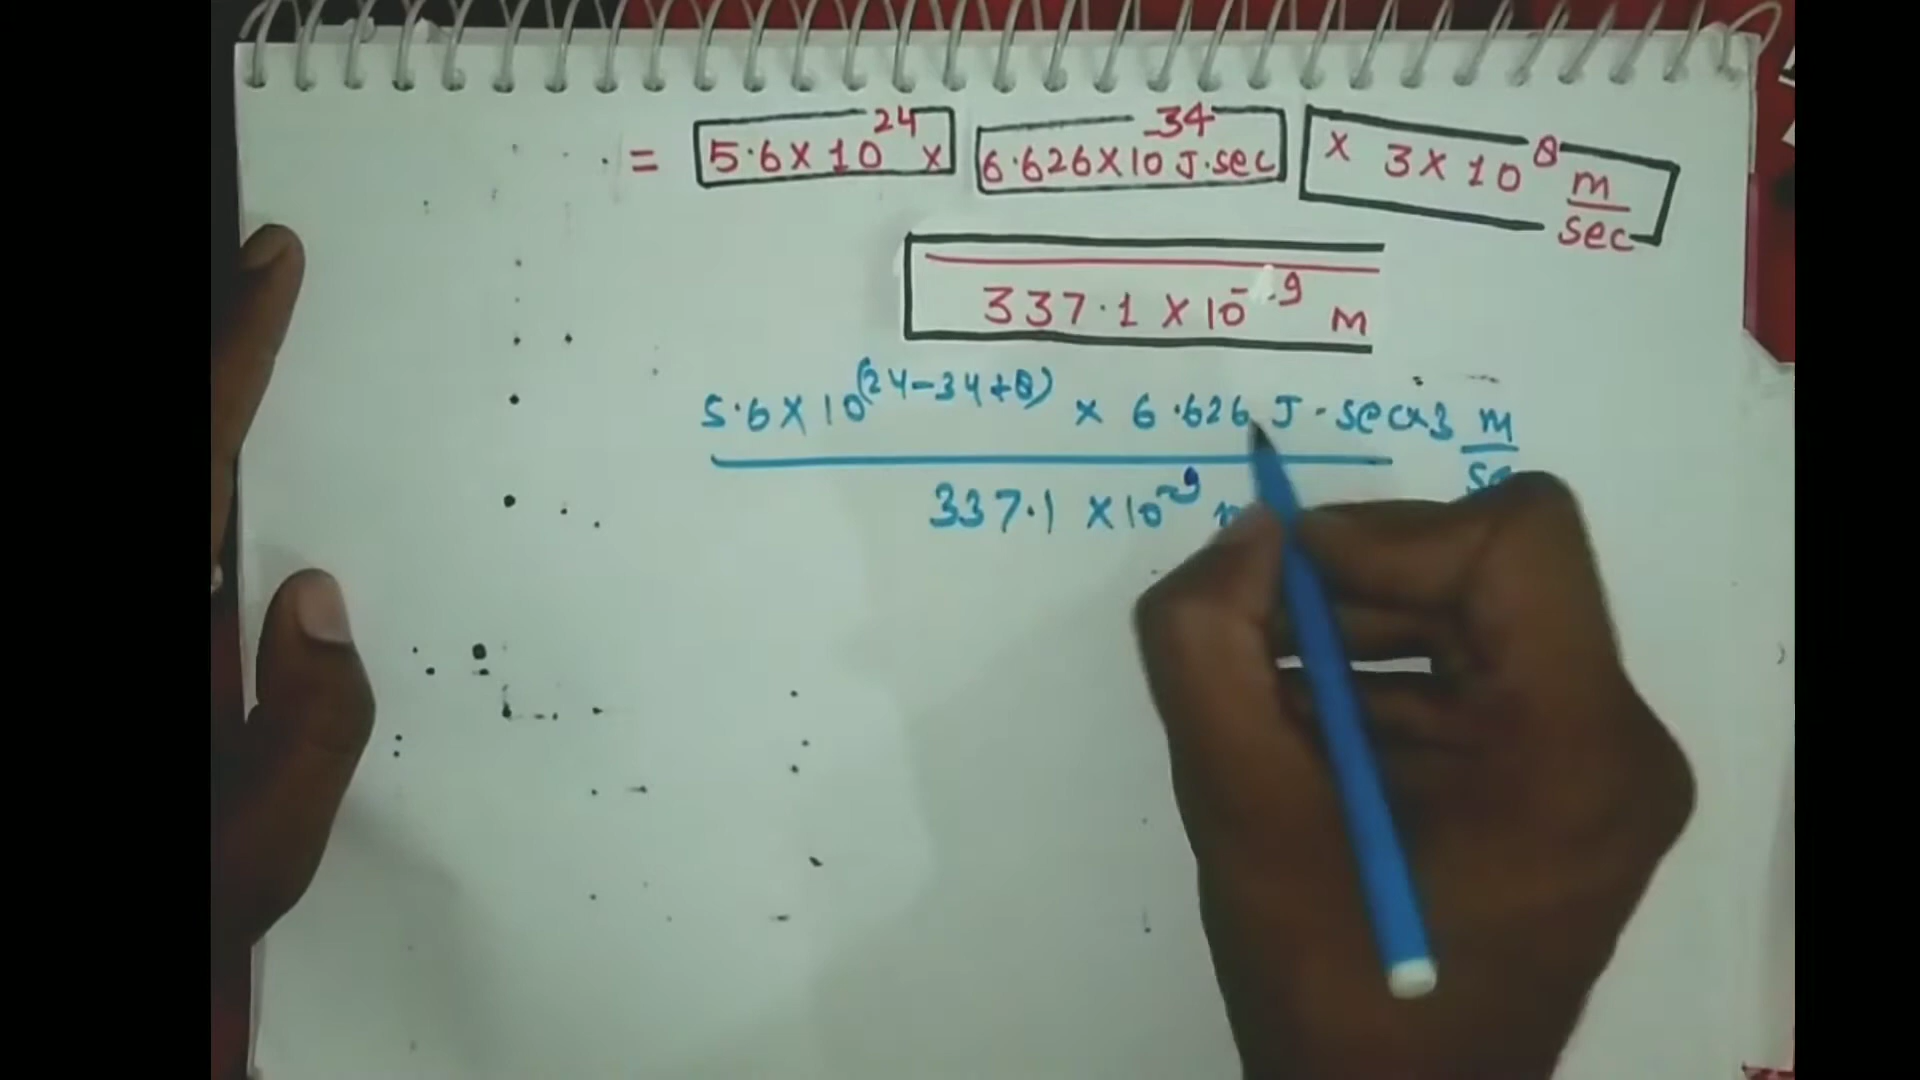 = 5.6 x 10^24 x 6.626 x 10^-34 J.sec x 3 x 10^8 m/sec
337.1 x 10^-9 m
5.6 x 10^(24-34+8) x 6.626 J.sec x 3 m
337.1 x 10^-9